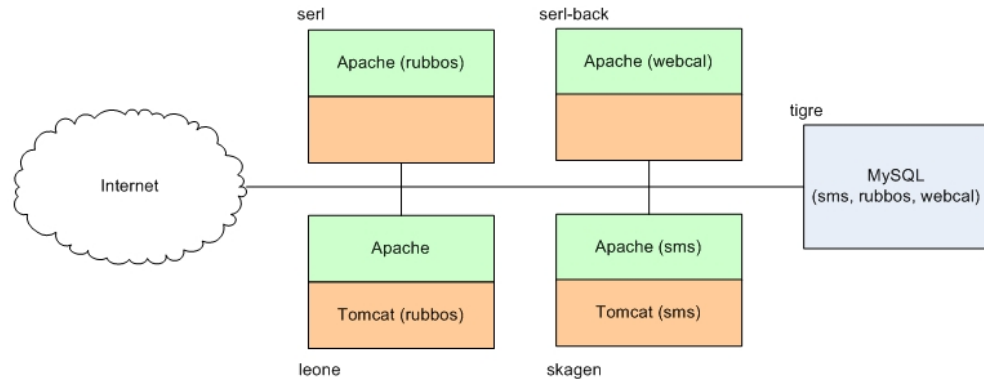 serl
serl-back
Apache (rubbos)
Apache (webcal)
tigre
Internet
MySQL
(sms, rubbos, webcal)
Apache
Apache (sms)
Tomcat (rubbos)
Tomcat (sms)
leone
skagen